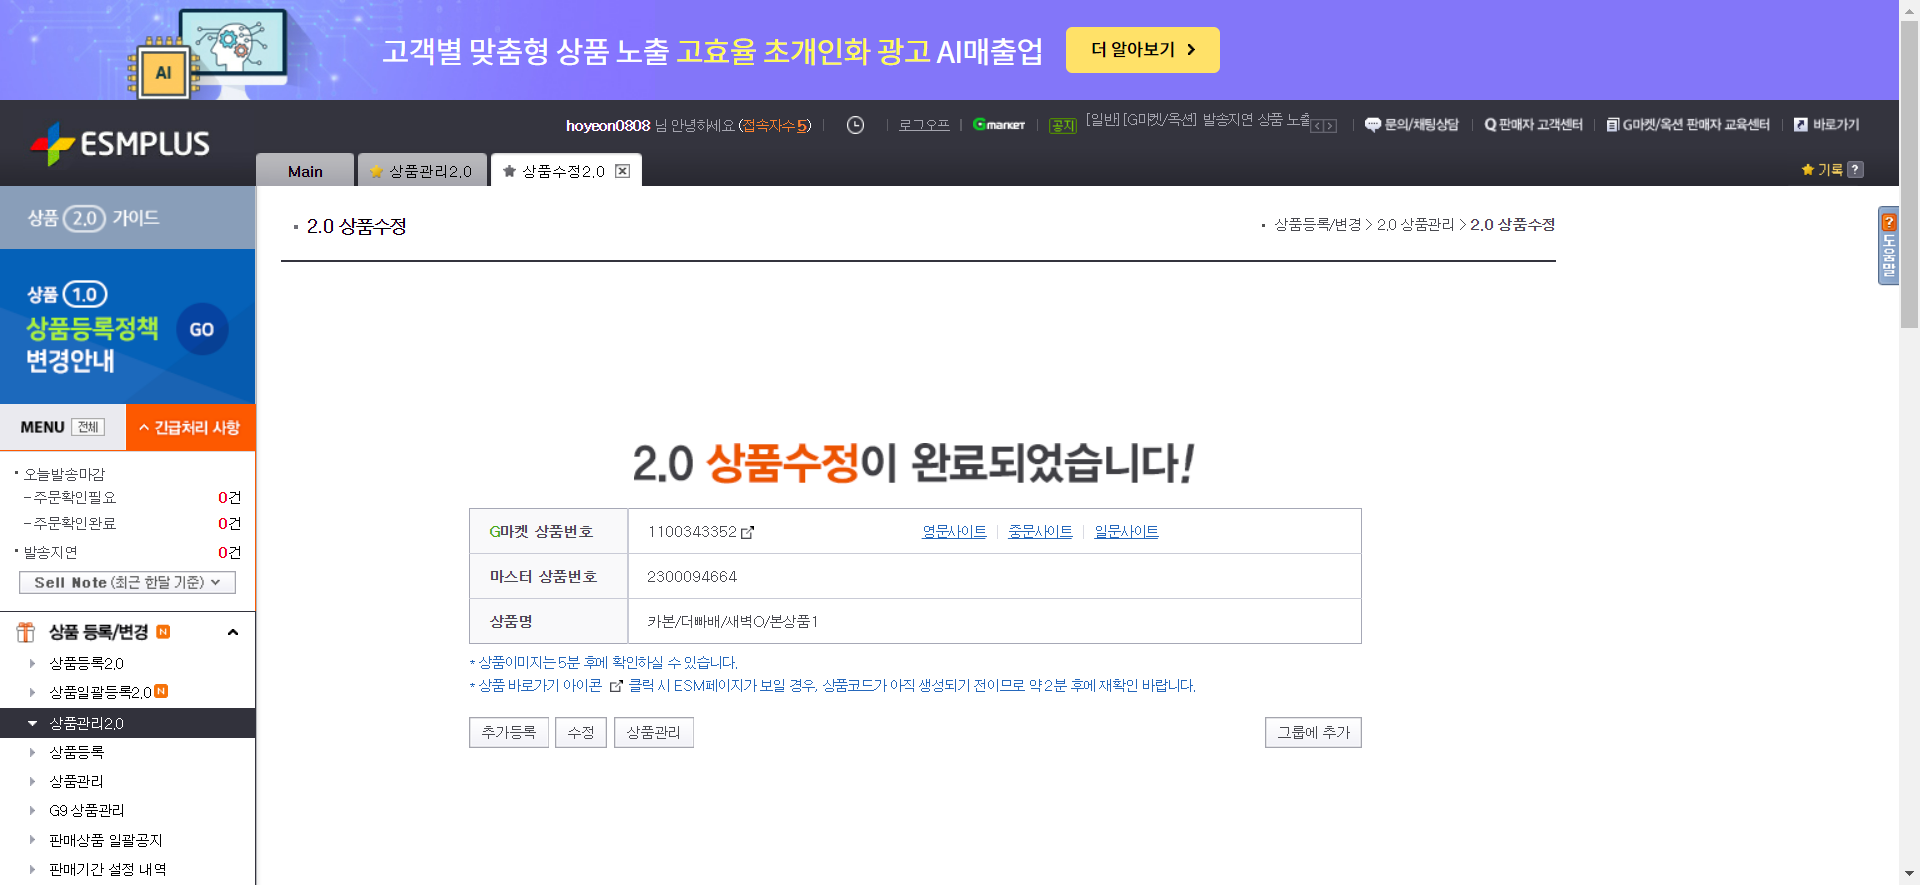 AI
고객별 맞춤형 상품 노출 고효율 초개인화 광고 AI매출업
더 알아보기 >
ESMPLUS
hoyeon0808 님 안녕하세요 (접속자수 5)
로그오프
Gmarket
공지
[일반] [G마켓/옥션] 발송지연 상품 노출
문의/채팅상담
Q 판매자 고객센터
G마켓/옥션 판매자 교육센터
바로가기
Main
상품관리2.0
상품수정2.0
기록 ?
상품 2.0 가이드
상품 1.0
상품등록정책
변경안내
GO
MENU 전체
긴급처리 사항
오늘발송마감
- 주문확인필요 0건
- 주문확인완료 0건
발송지연 0건
Sell Note (최근 한달 기준)
상품 등록/변경 N
상품등록2.0
상품일괄등록2.0 N
상품관리2.0
상품등록
상품관리
G9 상품관리
판매상품 일괄공지
판매기간 설정 내역
2.0 상품수정
상품등록/변경 > 2.0 상품관리 > 2.0 상품수정
? 도움말
2.0 상품수정이 완료되었습니다!
G마켓 상품번호 1100343352 영문사이트 중문사이트 일문사이트
마스터 상품번호 2300094664
상품명 카본/더빠배/새벽O/본상품1
* 상품이미지는 5분 후에 확인하실 수 있습니다.
* 상품 바로가기 아이콘 클릭 시 ESM페이지가 보일 경우, 상품코드가 아직 생성되기 전이므로 약 2분 후에 재확인 바랍니다.
추가등록 수정 상품관리 그룹에 추가